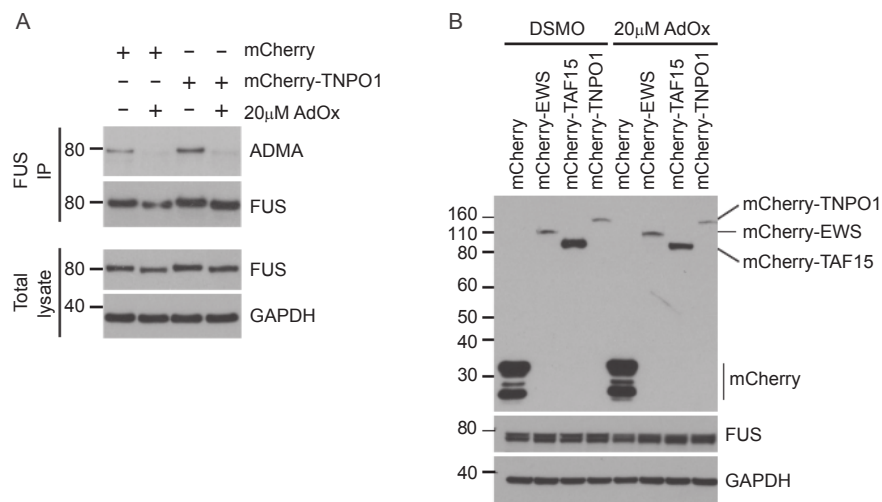 A
+ + - - mCherry
- - + + mCherry-TNPO1
- + - + 20µM AdOx
FUS IP
80 ADMA
80 FUS
Total lysate
80 FUS
40 GAPDH
B
DSMO 20µM AdOx
mCherry mCherry-EWS mCherry-TAF15 mCherry-TNPO1 mCherry mCherry-EWS mCherry-TAF15 mCherry-TNPO1
160 mCherry-TNPO1
110 mCherry-EWS
80 mCherry-TAF15
60
50
40
30 mCherry
80 FUS
40 GAPDH